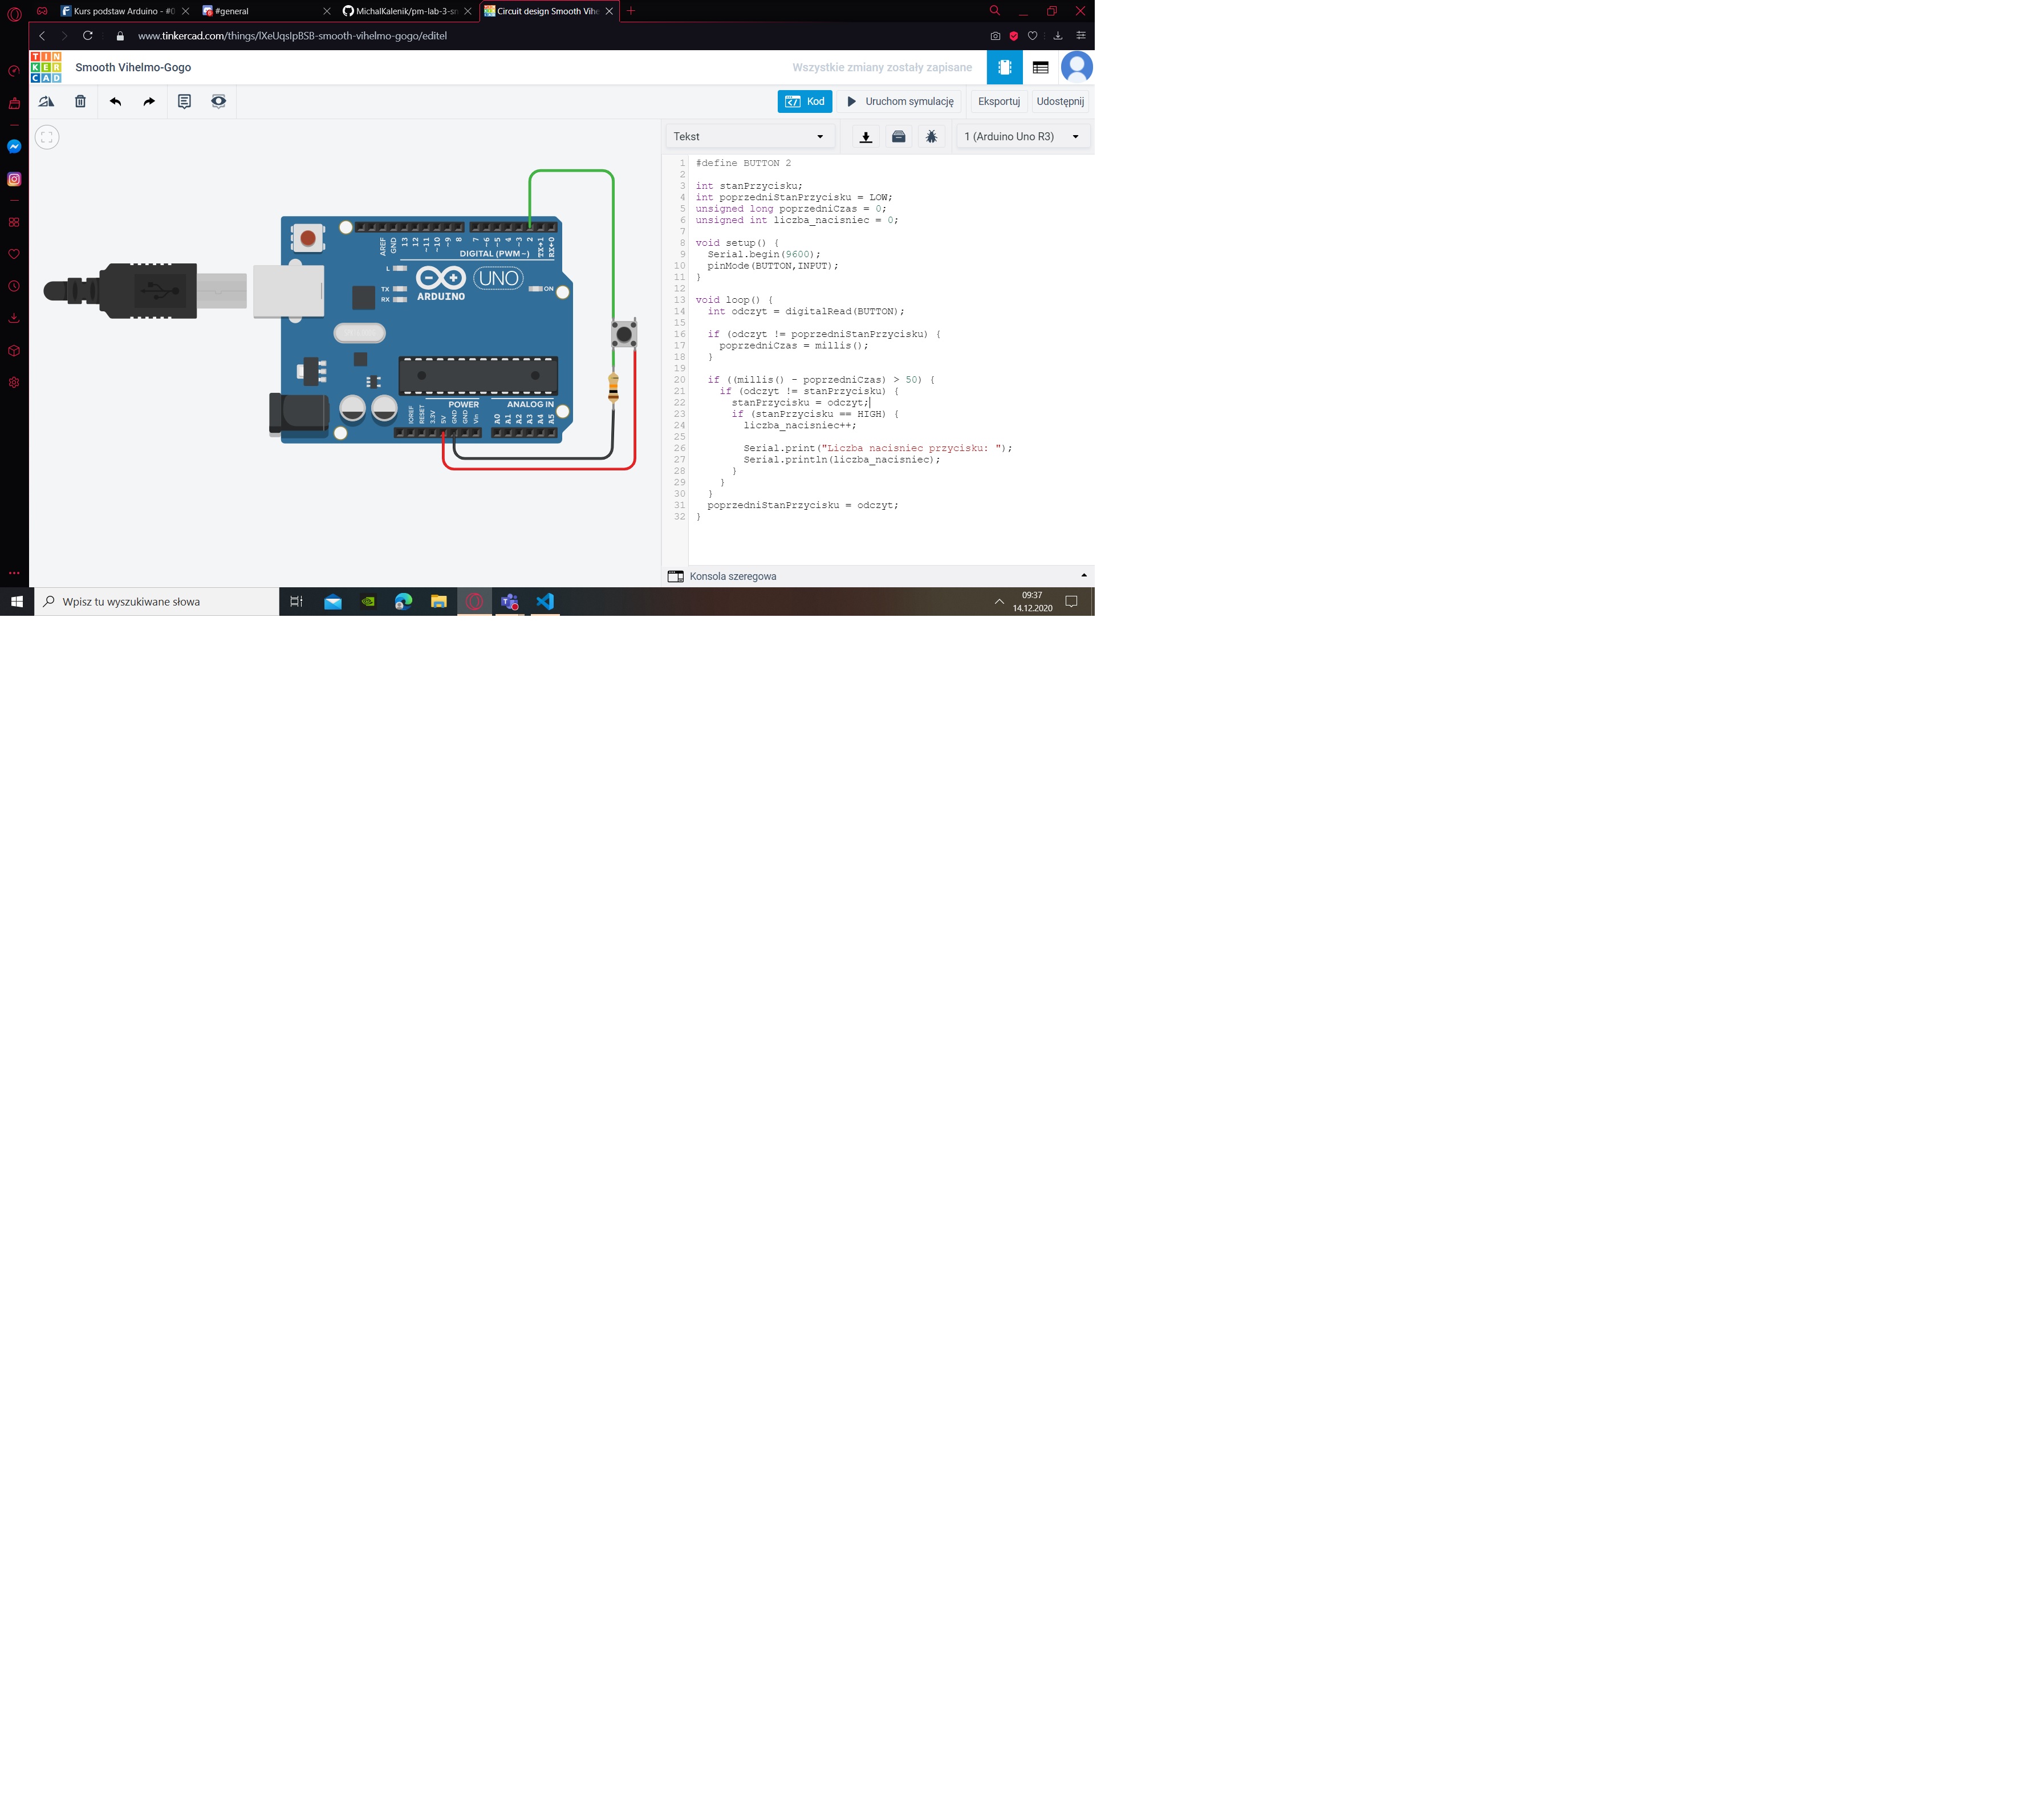 Kurs podstaw Arduino - #0
#general
MichalKalenik/pm-lab-3-sn
Circuit design Smooth Vihe
www.tinkercad.com/things/lXeUqsIpBSB-smooth-vihelmo-gogo/editel
TIN
KER
CAD
Smooth Vihelmo-Gogo
Wszystkie zmiany zostały zapisane
Kod
Uruchom symulację
Eksportuj
Udostępnij
Tekst
1 (Arduino Uno R3)
AREF
GND
13
12
~11
~10
~9
8
7
~6
~5
4
~3
2
TX→1
RX←0
DIGITAL (PWM~)
L
TX
RX
ARDUINO
UNO
ON
POWER
ANALOG IN
IOREF
RESET
3.3V
5V
GND
GND
Vin
A0
A1
A2
A3
A4
A5
1 #define BUTTON 2
2
3 int stanPrzycisku;
4 int poprzedniStanPrzycisku = LOW;
5 unsigned long poprzedniCzas = 0;
6 unsigned int liczba_nacisniec = 0;
7
8 void setup() {
9 Serial.begin(9600);
10 pinMode(BUTTON,INPUT);
11 }
12
13 void loop() {
14 int odczyt = digitalRead(BUTTON);
15
16 if (odczyt != poprzedniStanPrzycisku) {
17 poprzedniCzas = millis();
18 }
19
20 if ((millis() - poprzedniCzas) > 50) {
21 if (odczyt != stanPrzycisku) {
22 stanPrzycisku = odczyt;
23 if (stanPrzycisku == HIGH) {
24 liczba_nacisniec++;
25
26 Serial.print("Liczba nacisniec przycisku: ");
27 Serial.println(liczba_nacisniec);
28 }
29 }
30 }
31 poprzedniStanPrzycisku = odczyt;
32 }
Konsola szeregowa
Wpisz tu wyszukiwane słowa
09:37
14.12.2020